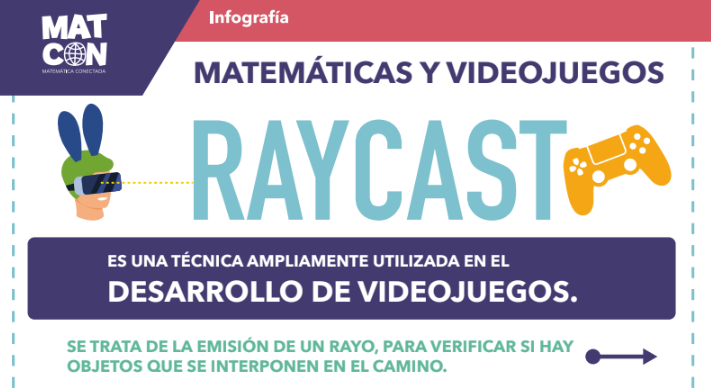 MAT
CON
MATEMÁTICA CONECTADA
Infografía
MATEMÁTICAS Y VIDEOJUEGOS
RAYCAST
ES UNA TÉCNICA AMPLIAMENTE UTILIZADA EN EL
DESARROLLO DE VIDEOJUEGOS.
SE TRATA DE LA EMISIÓN DE UN RAYO, PARA VERIFICAR SI HAY
OBJETOS QUE SE INTERPONEN EN EL CAMINO.